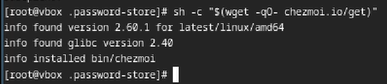 [root@vbox .password-store]# sh -c "$(wget -qO- chezmoi.io/get)"
info found version 2.60.1 for latest/linux/amd64
info found glibc version 2.40
info installed bin/chezmoi
[root@vbox .password-store]#